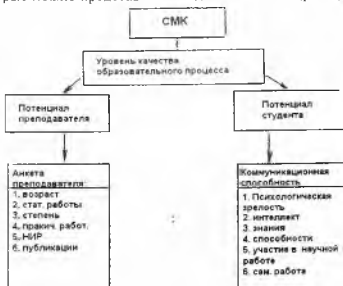 СМК
Уровень качества
образовательного процесса
Потенциал
преподавателя
Потенциал
студента
Анкета
преподавателя:
1. возраст
2. стат. работы
3. степень
4. практ. работ.
5. НИР
6. публикации
Коммуникационная
способность
1. Психологическая
зрелость
2. интеллект
3. знания
4. способности
5. участие в научной
работе
6. сам. работе